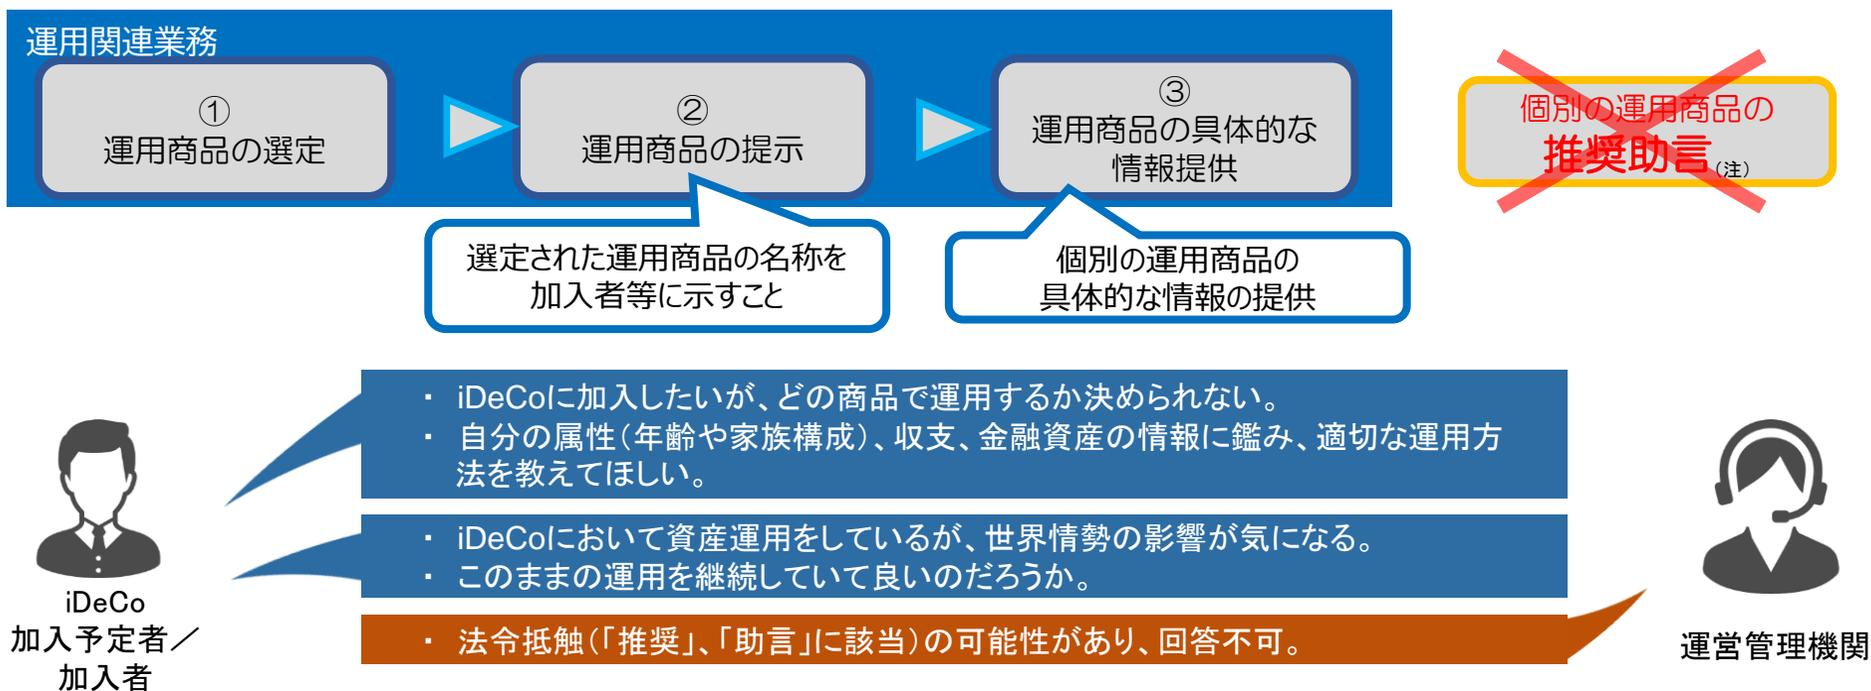 運用関連業務
①
運用商品の選定
②
運用商品の提示
③
運用商品の具体的な
情報提供
個別の運用商品の
推奨助言(注)
選定された運用商品の名称を
加入者等に示すこと
個別の運用商品の
具体的な情報の提供
・ iDeCoに加入したいが、どの商品で運用するか決められない。
・ 自分の属性(年齢や家族構成)、収支、金融資産の情報に鑑み、適切な運用方
法を教えてほしい。
・ iDeCoにおいて資産運用をしているが、世界情勢の影響が気になる。
・ このままの運用を継続していて良いのだろうか。
・ 法令抵触(「推奨」、「助言」に該当)の可能性があり、回答不可。
iDeCo
加入予定者／
加入者
運営管理機関